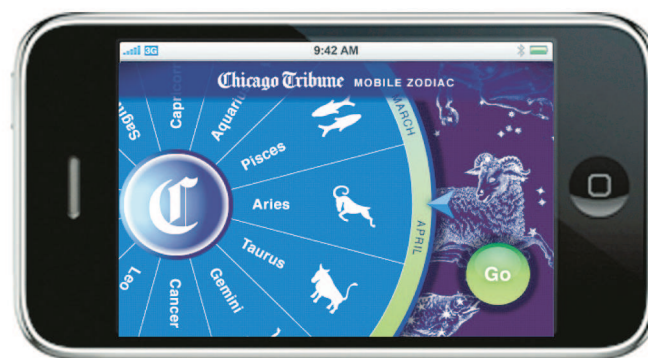 3G 9:42 AM
Chicago Tribune MOBILE ZODIAC
Capricorn
Aquarius
Pisces
MARCH
C
Aries
APRIL
Taurus
Gemini
Cancer
Leo
Go